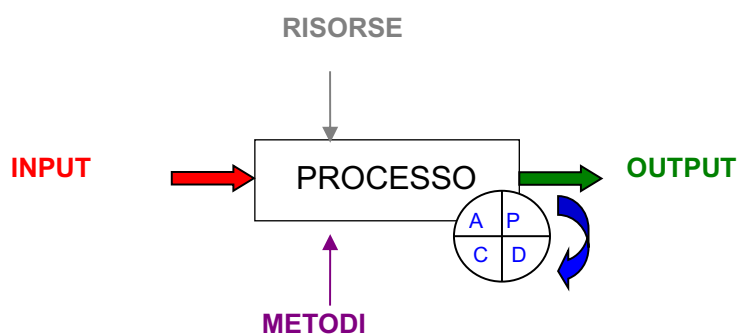 RISORSE
INPUT
PROCESSO
OUTPUT
A P
C D
METODI